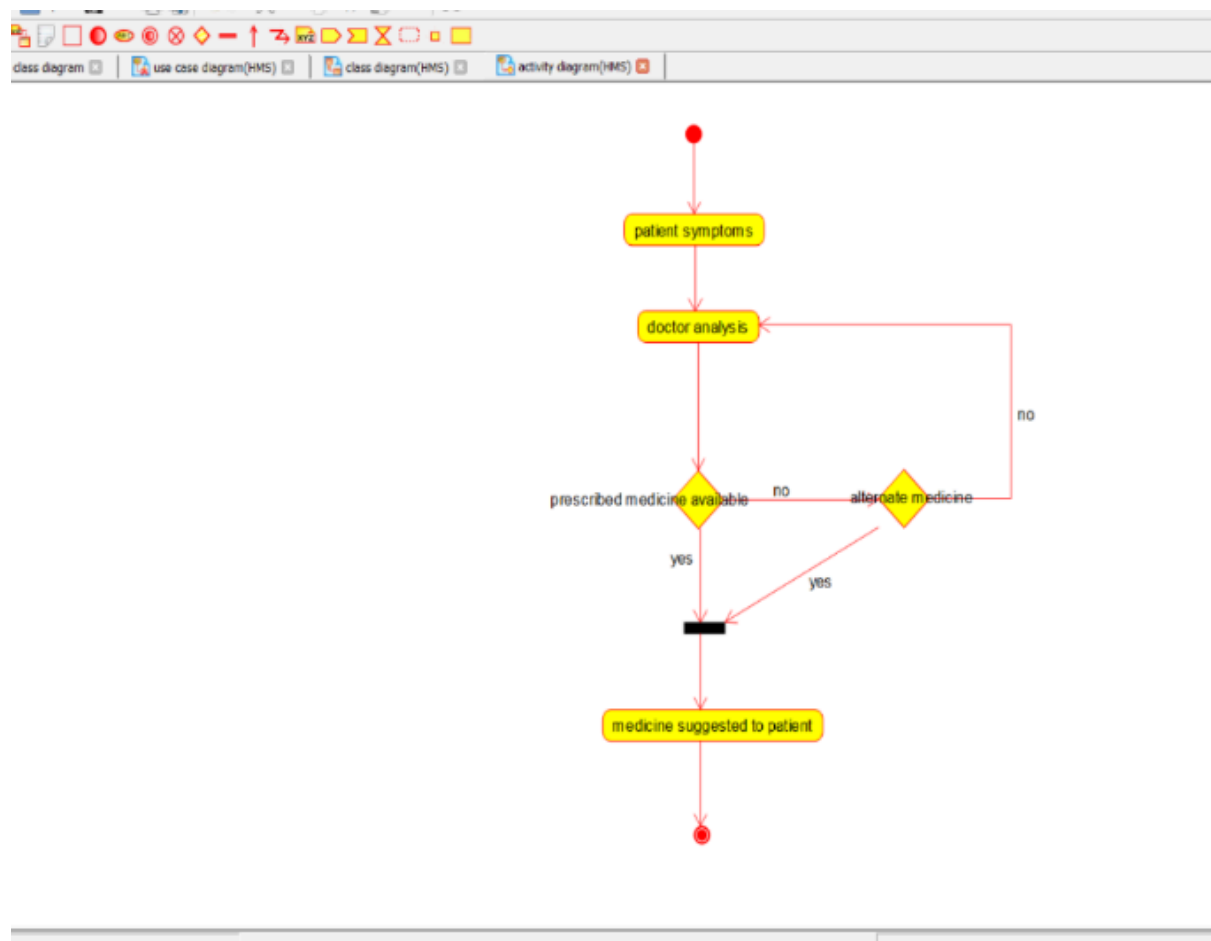 XYZ
class diagram
use case diagram(HMS)
class diagram(HMS)
activity diagram(HMS)
patient symptoms
doctor analysis
no
prescribed medicine available
no
alternate medicine
yes
yes
medicine suggested to patient